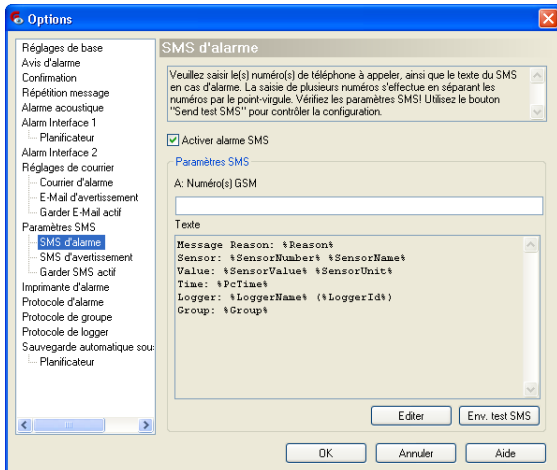 Options
Réglages de base
Avis d'alarme
Confirmation
Répétition message
Alarme acoustique
Alarm Interface 1
Planificateur
Alarm Interface 2
Réglages de courrier
Courrier d'alarme
E-Mail d'avertissement
Garder E-Mail actif
Paramètres SMS
SMS d'alarme
SMS d'avertissement
Garder SMS actif
Imprimante d'alarme
Protocole d'alarme
Protocole de groupe
Protocole de logger
Sauvegarde automatique sou
Planificateur
SMS d'alarme
Veuillez saisir le(s) numéro(s) de téléphone à appeler, ainsi que le texte du SMS
en cas d'alarme. La saisie de plusieurs numéros s'effectue en séparant les
numéros par le point-virgule. Vérifiez les paramètres SMS! Utilisez le bouton
"Send test SMS" pour contrôler la configuration.
Activer alarme SMS
Paramètres SMS
A: Numéro(s) GSM
Texte
Message Reason: %Reason%
Sensor: %SensorNumber% %SensorName%
Value: %SensorValue% %SensorUnit%
Time: %PcTime%
Logger: %LoggerName% (%LoggerId%)
Group: %Group%
Editer
Env. test SMS
OK
Annuler
Aide